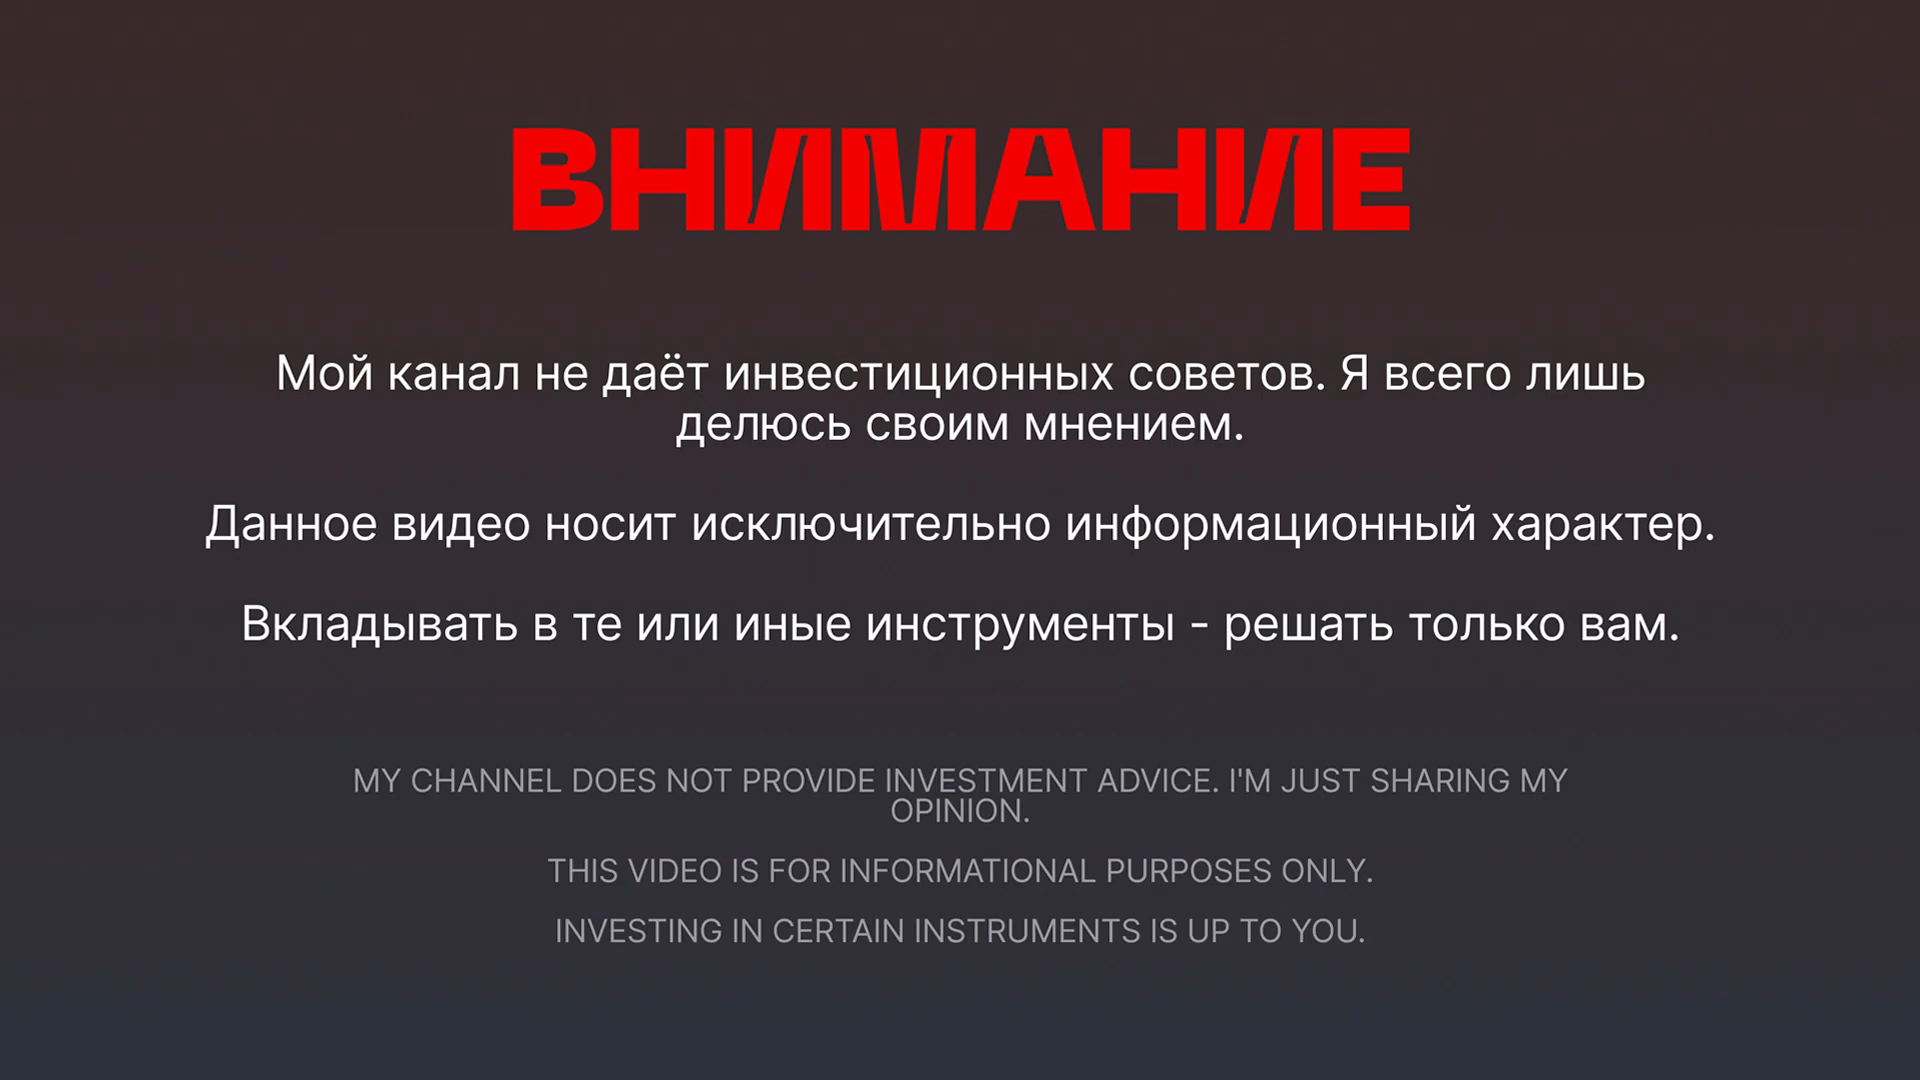 ВНИМАНИЕ
Мой канал не даёт инвестиционных советов. Я всего лишь
делюсь своим мнением.
Данное видео носит исключительно информационный характер.
Вкладывать в те или иные инструменты - решать только вам.
MY CHANNEL DOES NOT PROVIDE INVESTMENT ADVICE. I'M JUST SHARING MY
OPINION.
THIS VIDEO IS FOR INFORMATIONAL PURPOSES ONLY.
INVESTING IN CERTAIN INSTRUMENTS IS UP TO YOU.